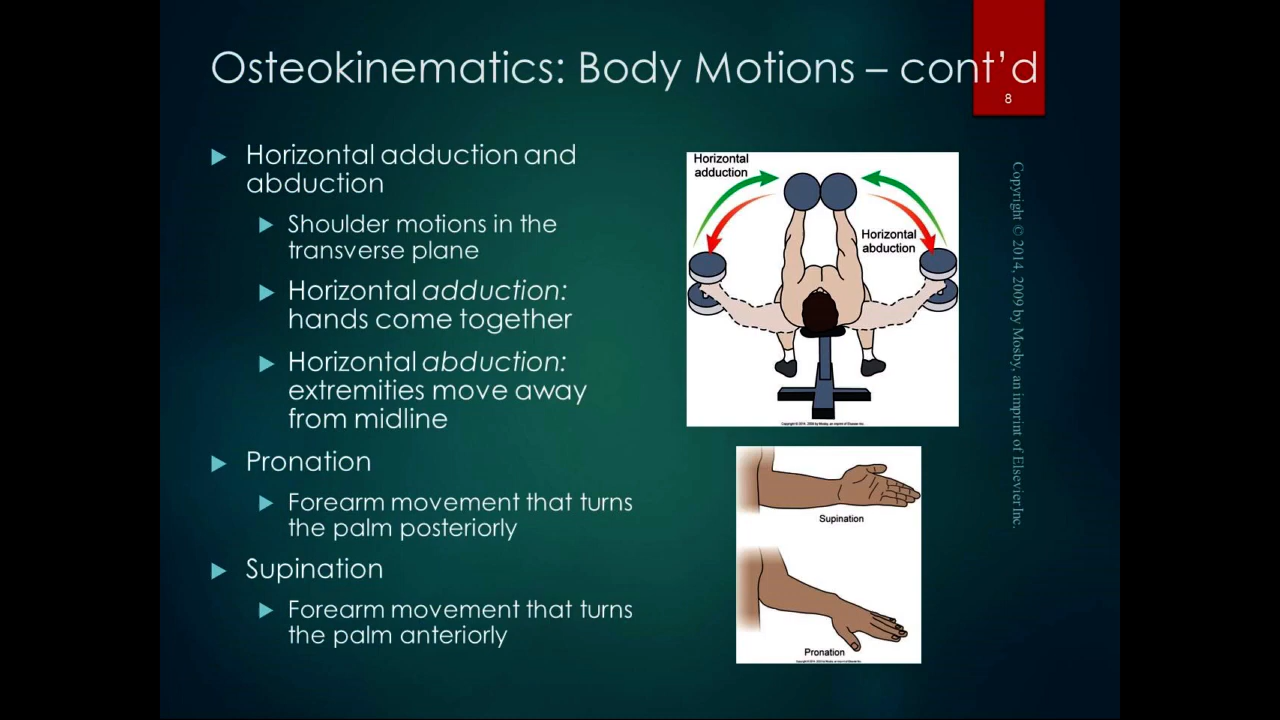 Osteokinematics: Body Motions – cont’d
8
Horizontal adduction and
abduction
Shoulder motions in the
transverse plane
Horizontal adduction:
hands come together
Horizontal abduction:
extremities move away
from midline
Pronation
Forearm movement that turns
the palm posteriorly
Supination
Forearm movement that turns
the palm anteriorly
Horizontal
adduction
Horizontal
abduction
Supination
Pronation
Copyright © 2014, 2009 by Mosby, an imprint of Elsevier Inc.